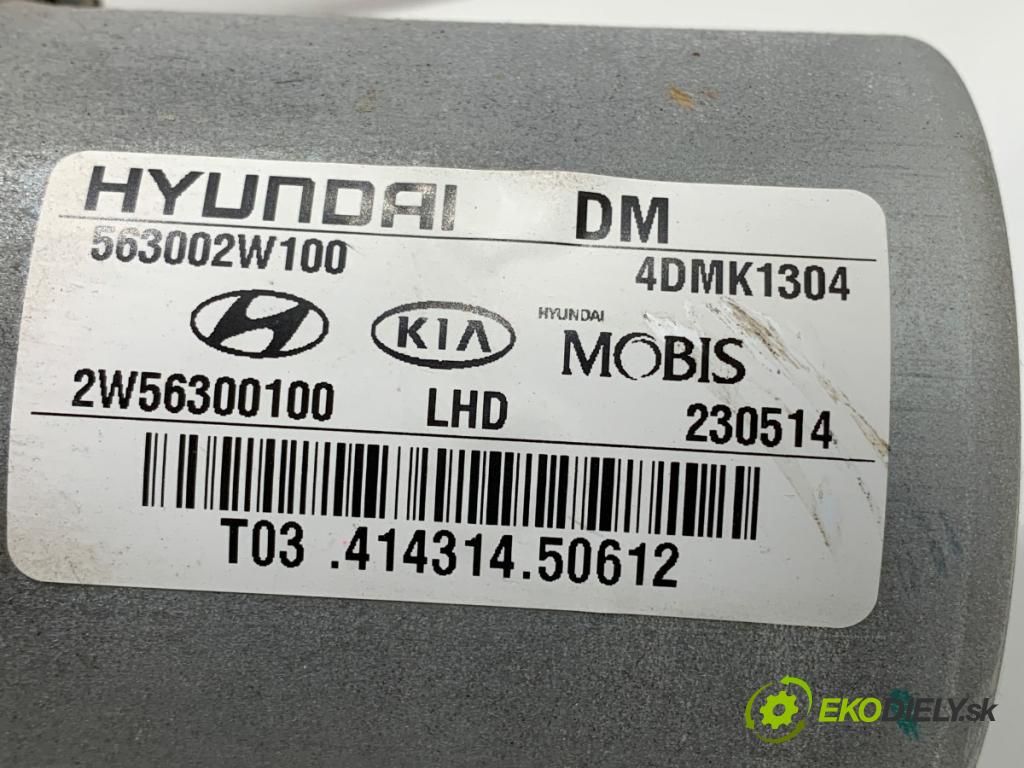 HYUNDAI DM
563002W100 4DMK1304
KIA HYUNDAI MOBIS
2W56300100 LHD 230514
T03 .414314.50612
EKODIELY.sk